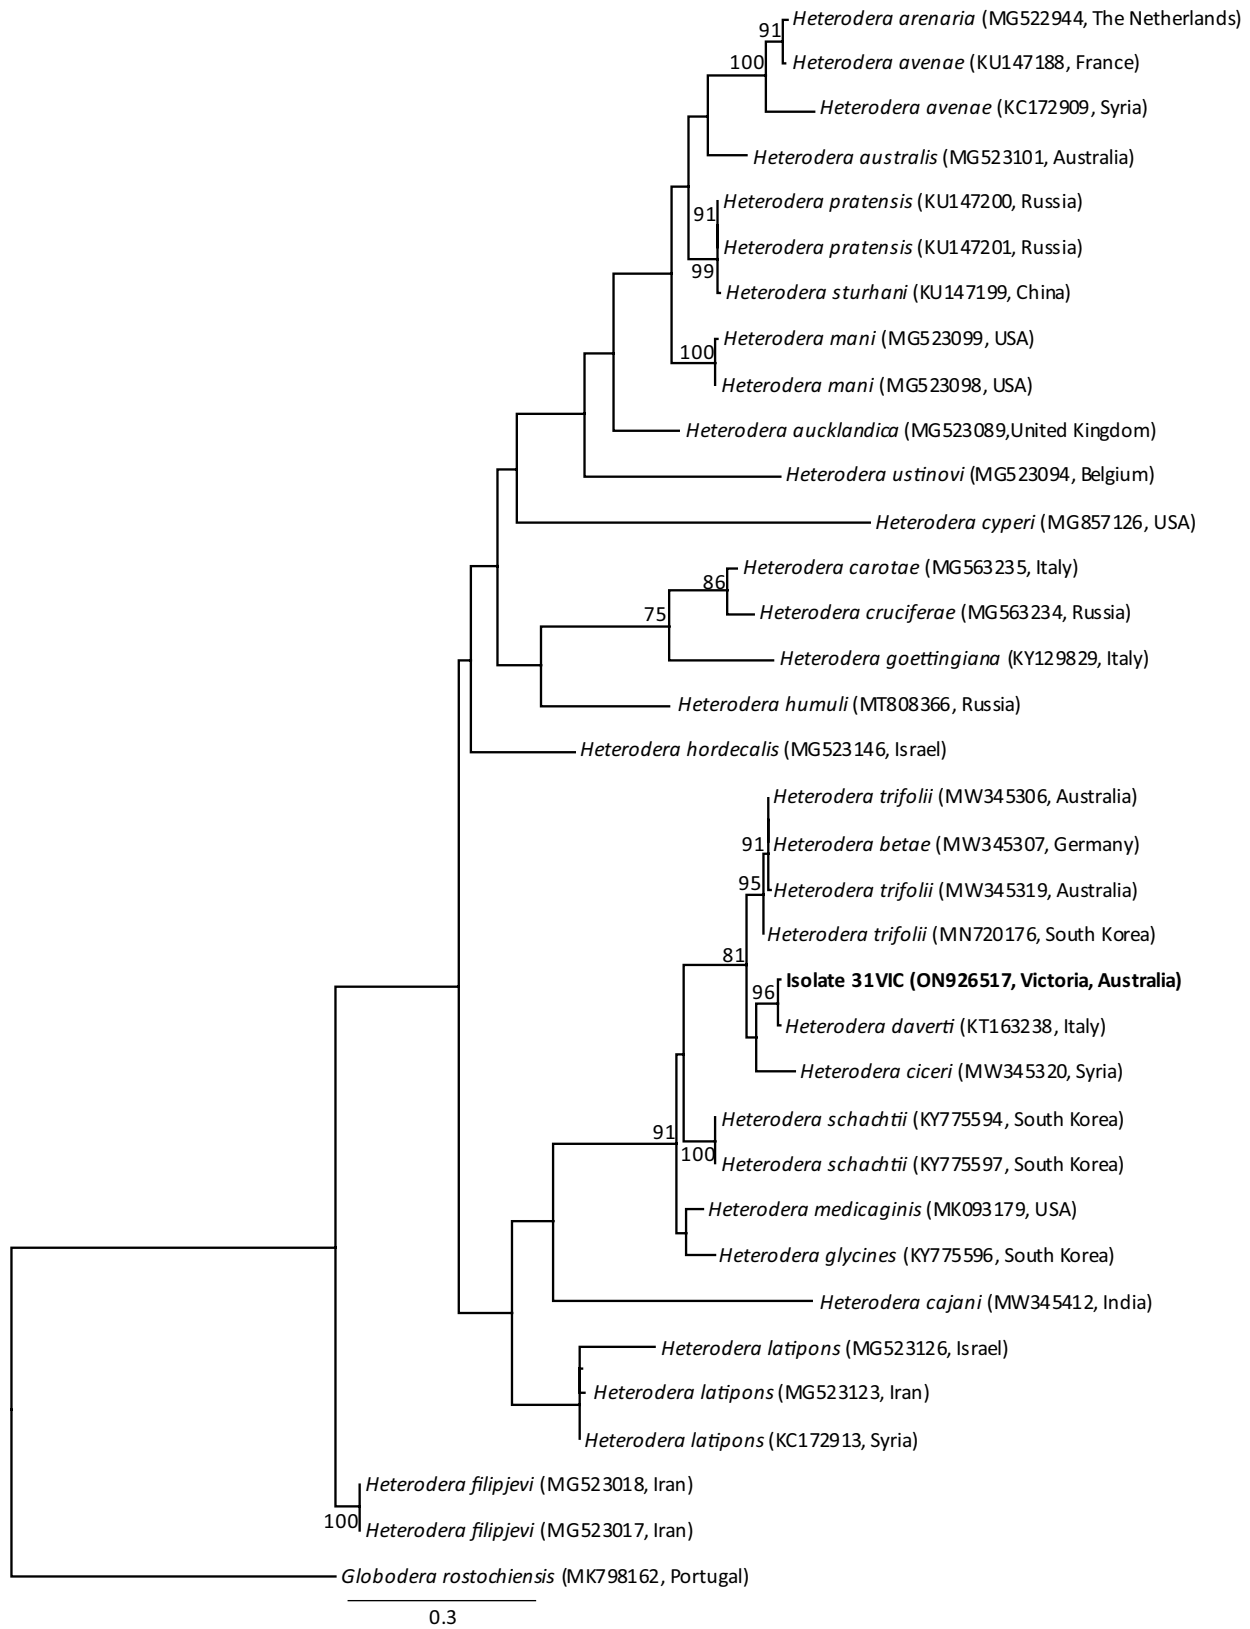 Heterodera arenaria (MG522944, The Netherlands)
91
Heterodera avenae (KU147188, France)
100
Heterodera avenae (KC172909, Syria)
Heterodera australis (MG523101, Australia)
Heterodera pratensis (KU147200, Russia)
91
Heterodera pratensis (KU147201, Russia)
99
Heterodera sturhani (KU147199, China)
Heterodera mani (MG523099, USA)
100
Heterodera mani (MG523098, USA)
Heterodera aucklandica (MG523089,United Kingdom)
Heterodera ustinovi (MG523094, Belgium)
Heterodera cyperi (MG857126, USA)
Heterodera carotae (MG563235, Italy)
86
Heterodera cruciferae (MG563234, Russia)
75
Heterodera goettingiana (KY129829, Italy)
Heterodera humuli (MT808366, Russia)
Heterodera hordecalis (MG523146, Israel)
Heterodera trifolii (MW345306, Australia)
91
Heterodera betae (MW345307, Germany)
95
Heterodera trifolii (MW345319, Australia)
Heterodera trifolii (MN720176, South Korea)
81
Isolate 31VIC (ON926517, Victoria, Australia)
96
Heterodera daverti (KT163238, Italy)
Heterodera ciceri (MW345320, Syria)
Heterodera schachtii (KY775594, South Korea)
91
100
Heterodera schachtii (KY775597, South Korea)
Heterodera medicaginis (MK093179, USA)
Heterodera glycines (KY775596, South Korea)
Heterodera cajani (MW345412, India)
Heterodera latipons (MG523126, Israel)
Heterodera latipons (MG523123, Iran)
Heterodera latipons (KC172913, Syria)
Heterodera filipjevi (MG523018, Iran)
100
Heterodera filipjevi (MG523017, Iran)
Globodera rostochiensis (MK798162, Portugal)
0.3